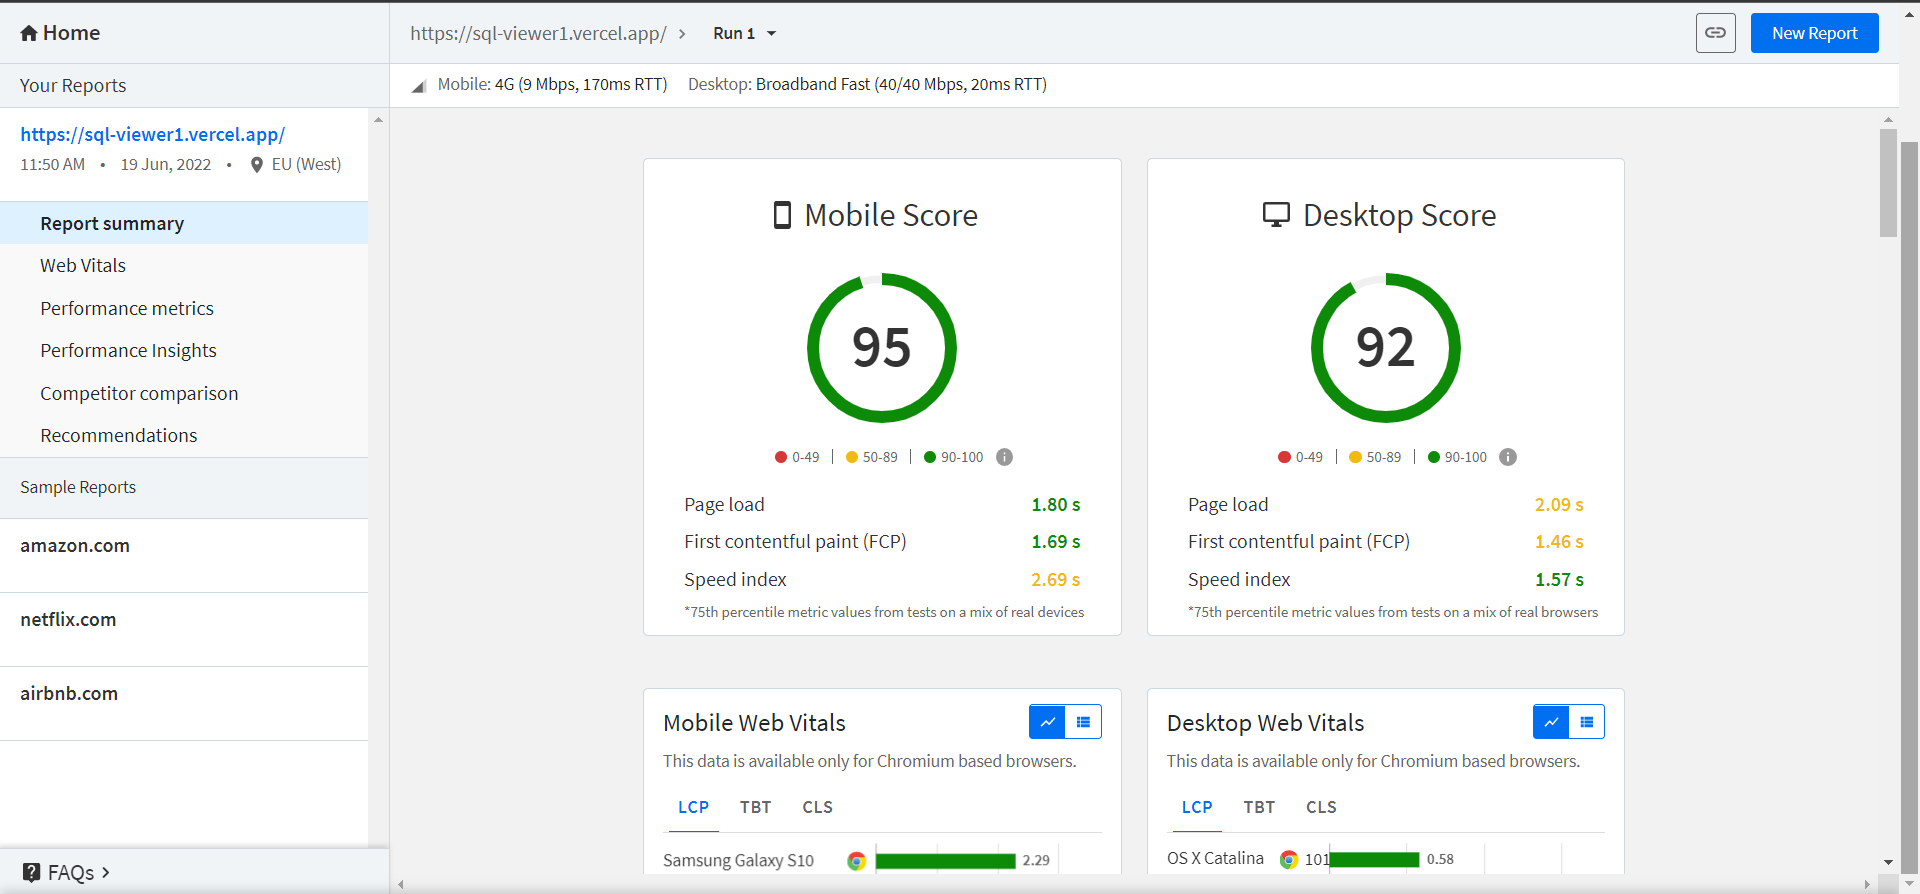 Home
https://sql-viewer1.vercel.app/ > Run 1
New Report
Your Reports
Mobile: 4G (9 Mbps, 170ms RTT) Desktop: Broadband Fast (40/40 Mbps, 20ms RTT)
https://sql-viewer1.vercel.app/
11:50 AM • 19 Jun, 2022 • EU (West)
Report summary
Web Vitals
Performance metrics
Performance Insights
Competitor comparison
Recommendations
Sample Reports
amazon.com
netflix.com
airbnb.com
FAQs >
Mobile Score
95
0-49 | 50-89 | 90-100
Page load 1.80 s
First contentful paint (FCP) 1.69 s
Speed index 2.69 s
*75th percentile metric values from tests on a mix of real devices
Desktop Score
92
0-49 | 50-89 | 90-100
Page load 2.09 s
First contentful paint (FCP) 1.46 s
Speed index 1.57 s
*75th percentile metric values from tests on a mix of real browsers
Mobile Web Vitals
This data is available only for Chromium based browsers.
LCP TBT CLS
Samsung Galaxy S10 2.29
Desktop Web Vitals
This data is available only for Chromium based browsers.
LCP TBT CLS
OS X Catalina 101 0.58